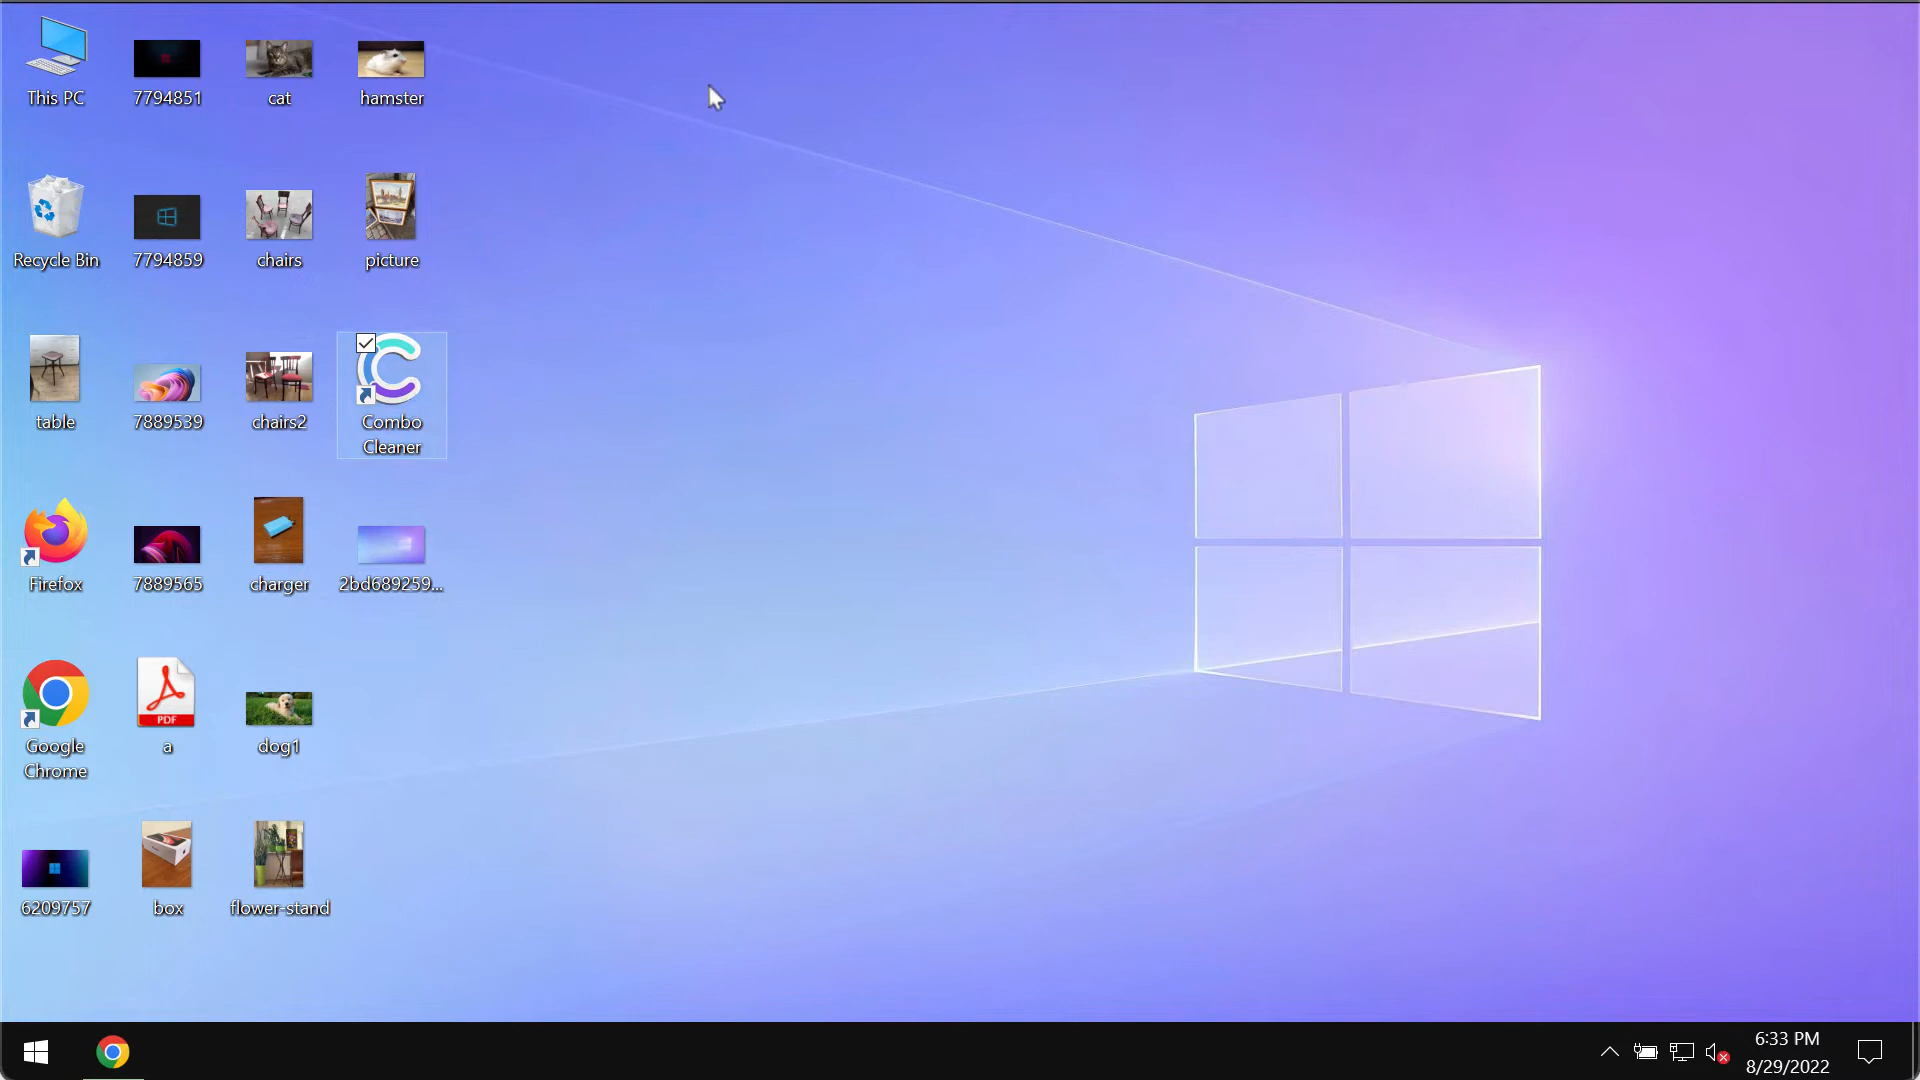 This PC
7794851
cat
hamster
Recycle Bin
7794859
chairs
picture
table
7889539
chairs2
Combo
Cleaner
Firefox
7889565
charger
2bd689259...
Google
Chrome
PDF
a
dog1
6209757
box
flower-stand
6:33 PM
8/29/2022